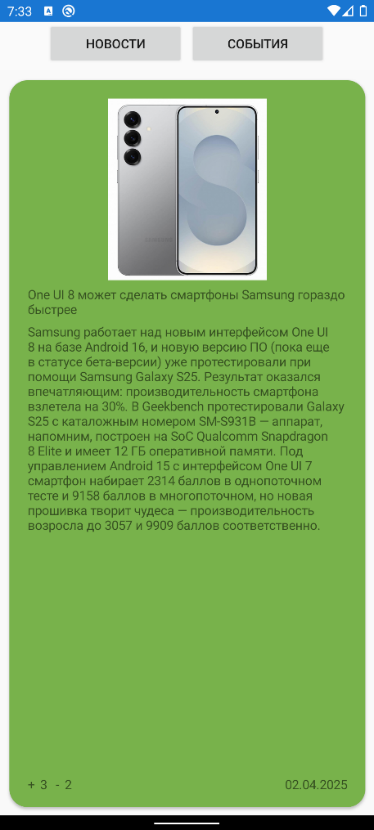 7:33
НОВОСТИ
СОБЫТИЯ
One UI 8 может сделать смартфоны Samsung гораздо
быстрее
Samsung работает над новым интерфейсом One UI
8 на базе Android 16, и новую версию ПО (пока еще
в статусе бета-версии) уже протестировали при
помощи Samsung Galaxy S25. Результат оказался
впечатляющим: производительность смартфона
взлетела на 30%. В Geekbench протестировали Galaxy
S25 с каталожным номером SM-S931B — аппарат,
напомним, построен на SoC Qualcomm Snapdragon
8 Elite и имеет 12 ГБ оперативной памяти. Под
управлением Android 15 с интерфейсом One UI 7
смартфон набирает 2314 баллов в однопоточном
тесте и 9158 баллов в многопоточном, но новая
прошивка творит чудеса — производительность
возросла до 3057 и 9909 баллов соответственно.
+ 3 - 2
02.04.2025